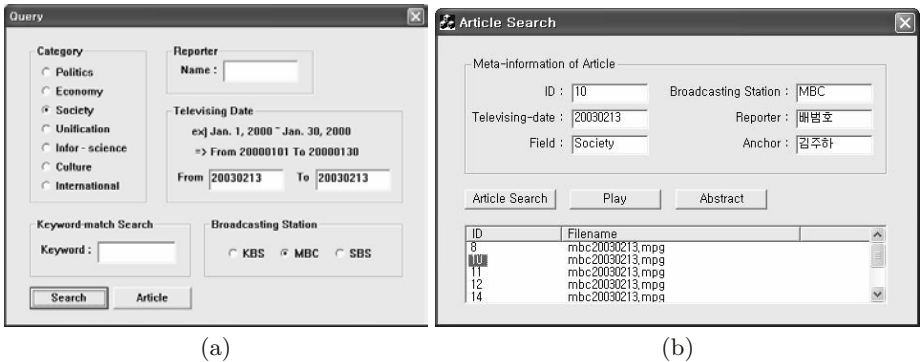 Query
Category
Politics
Economy
Society
Unification
Infor - science
Culture
International
Reporter
Name :
Televising Date
ex) Jan. 1, 2000 ~ Jan. 30, 2000
=> From 20000101 To 20000130
From 20030213 To 20030213
Keyword-match Search
Keyword :
Broadcasting Station
KBS MBC SBS
Search Article
(a)
Article Search
Meta-information of Article
ID : 10 Broadcasting Station : MBC
Televising-date : 20030213 Reporter : 배범호
Field : Society Anchor : 김주하
Article Search Play Abstract
ID Filename
8 mbc20030213.mpg
10 mbc20030213.mpg
11 mbc20030213.mpg
12 mbc20030213.mpg
14 mbc20030213.mpg
(b)